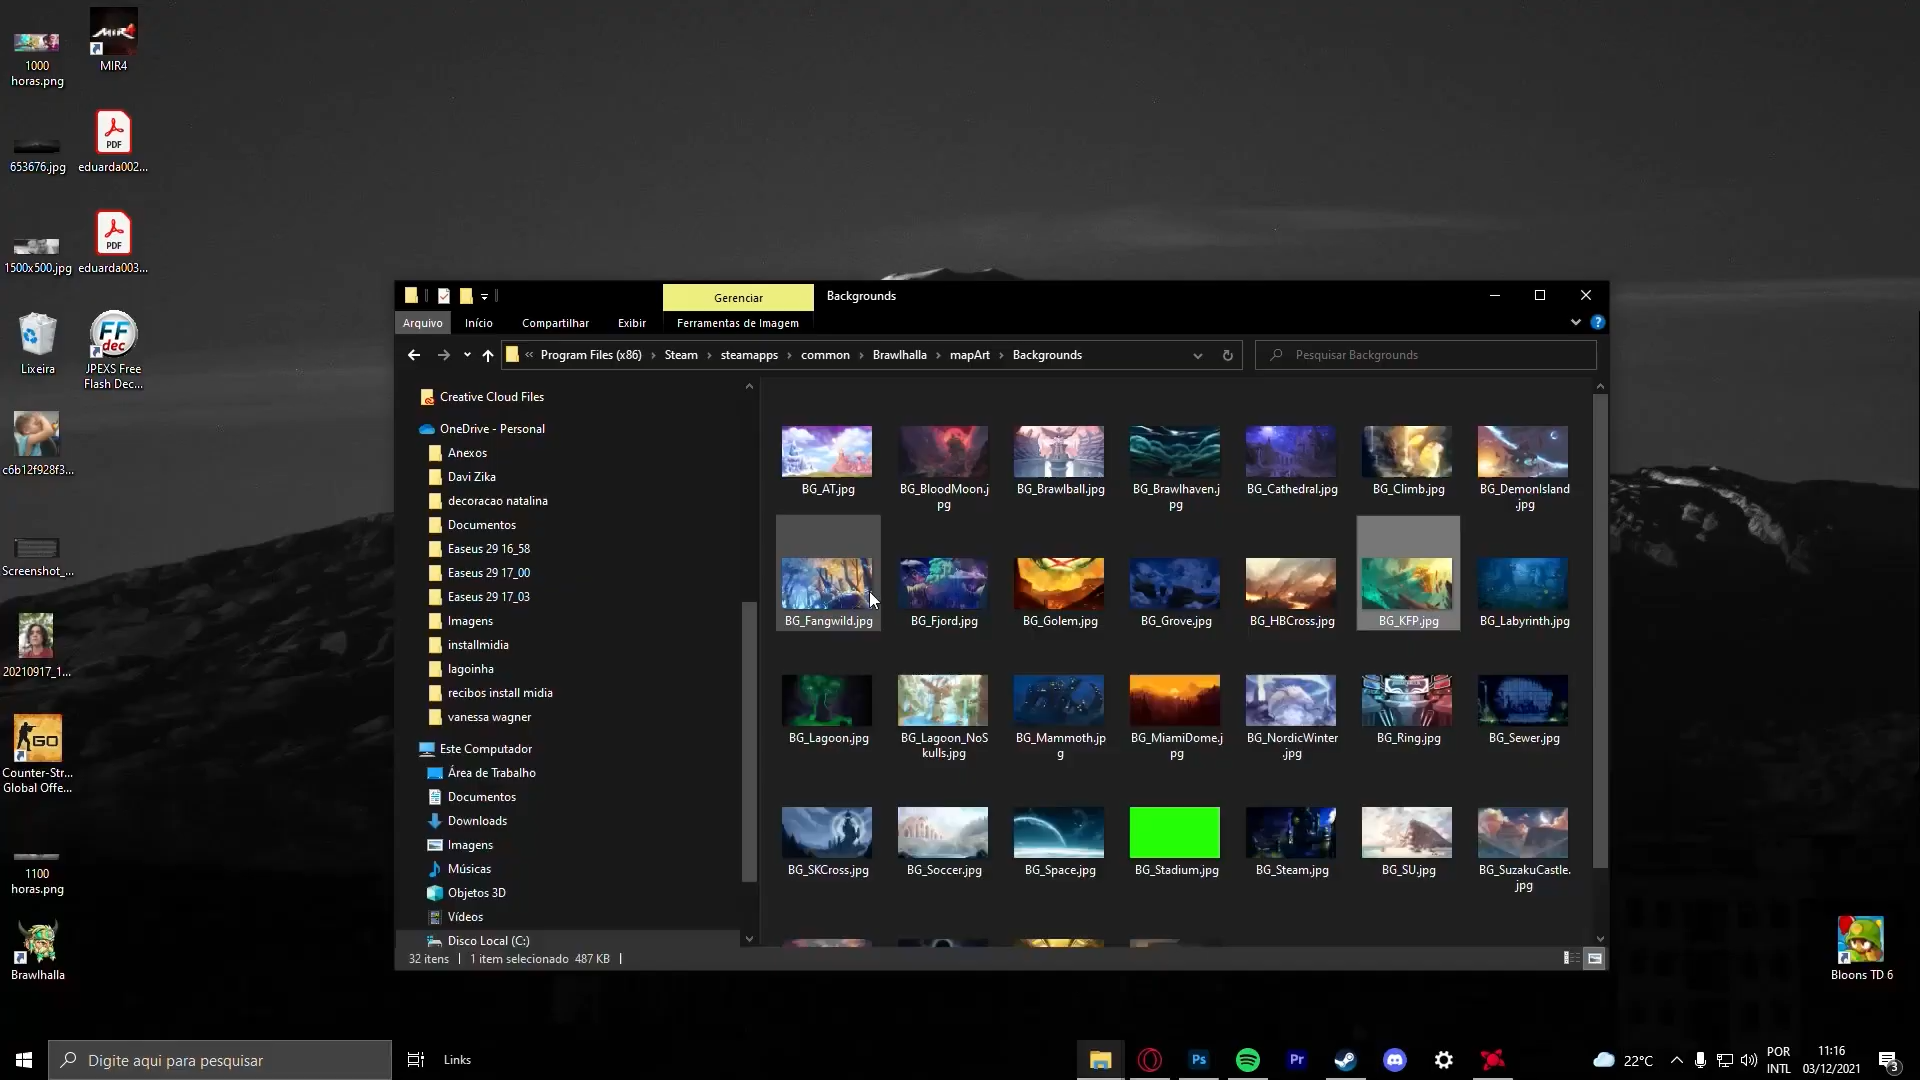 1000
horas.png
MIR4
653676.jpg
eduarda002...
1500x500.jpg
eduarda003...
Lixeira
JPEXS Free
Flash Dec...
c6b12f928f3...
Screenshot_...
20210917_1...
Counter-Str...
Global Offe...
1100
horas.png
Brawlhalla
Bloons TD 6
PDF
PDF
FF
dec
GO
Gerenciar
Backgrounds
Arquivo
Início
Compartilhar
Exibir
Ferramentas de Imagem
« Program Files (x86) › Steam › steamapps › common › Brawlhalla › mapArt › Backgrounds
Pesquisar Backgrounds
Creative Cloud Files
OneDrive - Personal
Anexos
Davi Zika
decoracao natalina
Documentos
Easeus 29 16_58
Easeus 29 17_00
Easeus 29 17_03
Imagens
installmidia
lagoinha
recibos install midia
vanessa wagner
Este Computador
Área de Trabalho
Documentos
Downloads
Imagens
Músicas
Objetos 3D
Vídeos
Disco Local (C:)
BG_AT.jpg
BG_BloodMoon.j
pg
BG_Brawlball.jpg
BG_Brawlhaven.j
pg
BG_Cathedral.jpg
BG_Climb.jpg
BG_DemonIsland
.jpg
BG_Fangwild.jpg
BG_Fjord.jpg
BG_Golem.jpg
BG_Grove.jpg
BG_HBCross.jpg
BG_KFP.jpg
BG_Labyrinth.jpg
BG_Lagoon.jpg
BG_Lagoon_NoS
kulls.jpg
BG_Mammoth.jp
g
BG_MiamiDome.j
pg
BG_NordicWinter
.jpg
BG_Ring.jpg
BG_Sewer.jpg
BG_SKCross.jpg
BG_Soccer.jpg
BG_Space.jpg
BG_Stadium.jpg
BG_Steam.jpg
BG_SU.jpg
BG_SuzakuCastle.
jpg
32 itens
1 item selecionado 487 KB
Digite aqui para pesquisar
Links
Ps
Pr
22°C
POR
INTL
11:16
03/12/2021
3